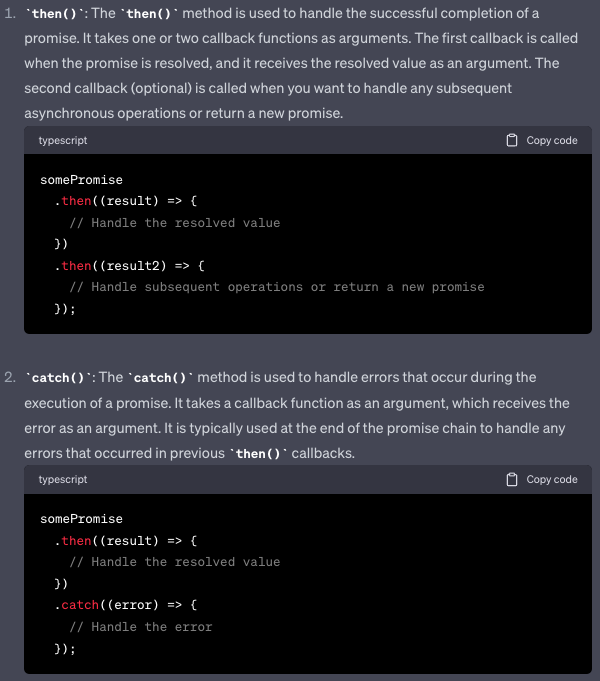 1. `then()`: The `then()` method is used to handle the successful completion of a
promise. It takes one or two callback functions as arguments. The first callback is called
when the promise is resolved, and it receives the resolved value as an argument. The
second callback (optional) is called when you want to handle any subsequent
asynchronous operations or return a new promise.
typescript Copy code
somePromise
  .then((result) => {
    // Handle the resolved value
  })
  .then((result2) => {
    // Handle subsequent operations or return a new promise
  });
2. `catch()`: The `catch()` method is used to handle errors that occur during the
execution of a promise. It takes a callback function as an argument, which receives the
error as an argument. It is typically used at the end of the promise chain to handle any
errors that occurred in previous `then()` callbacks.
typescript Copy code
somePromise
  .then((result) => {
    // Handle the resolved value
  })
  .catch((error) => {
    // Handle the error
  });